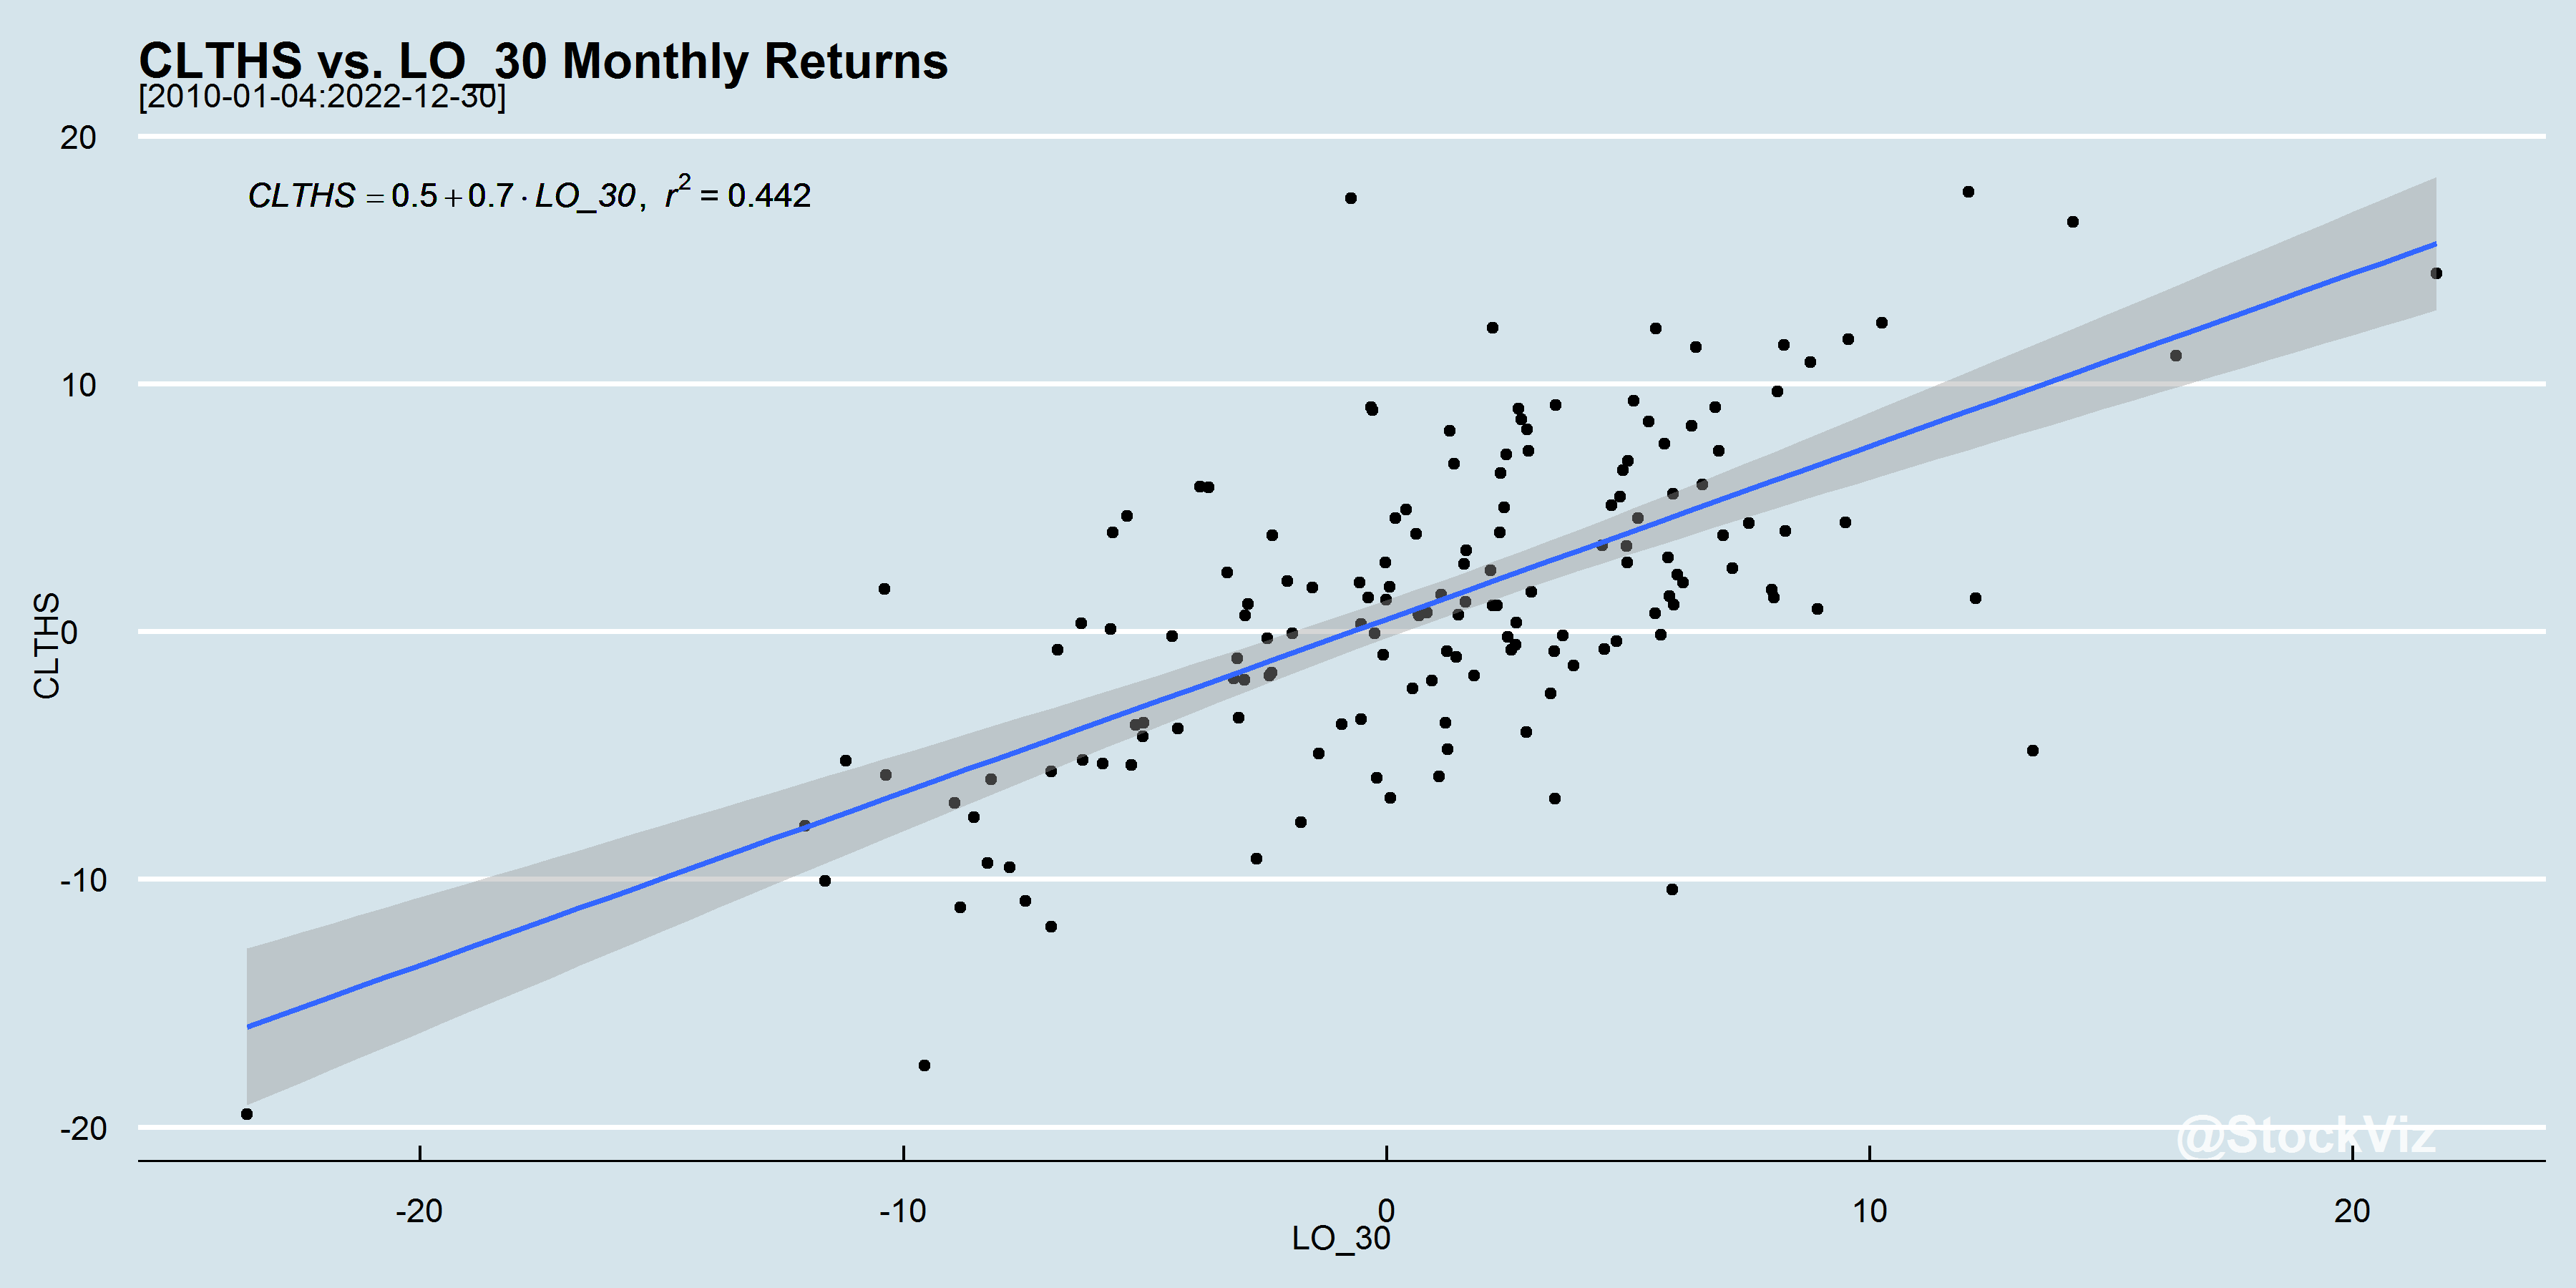 CLTHS vs. LO_30 Monthly Returns
[2010-01-04:2022-12-30]
CLTHS = 0.5 + 0.7 · LO_30, r² = 0.442
20
10
0
-10
-20
CLTHS
-20 -10 0 10 20
LO_30
@StockViz